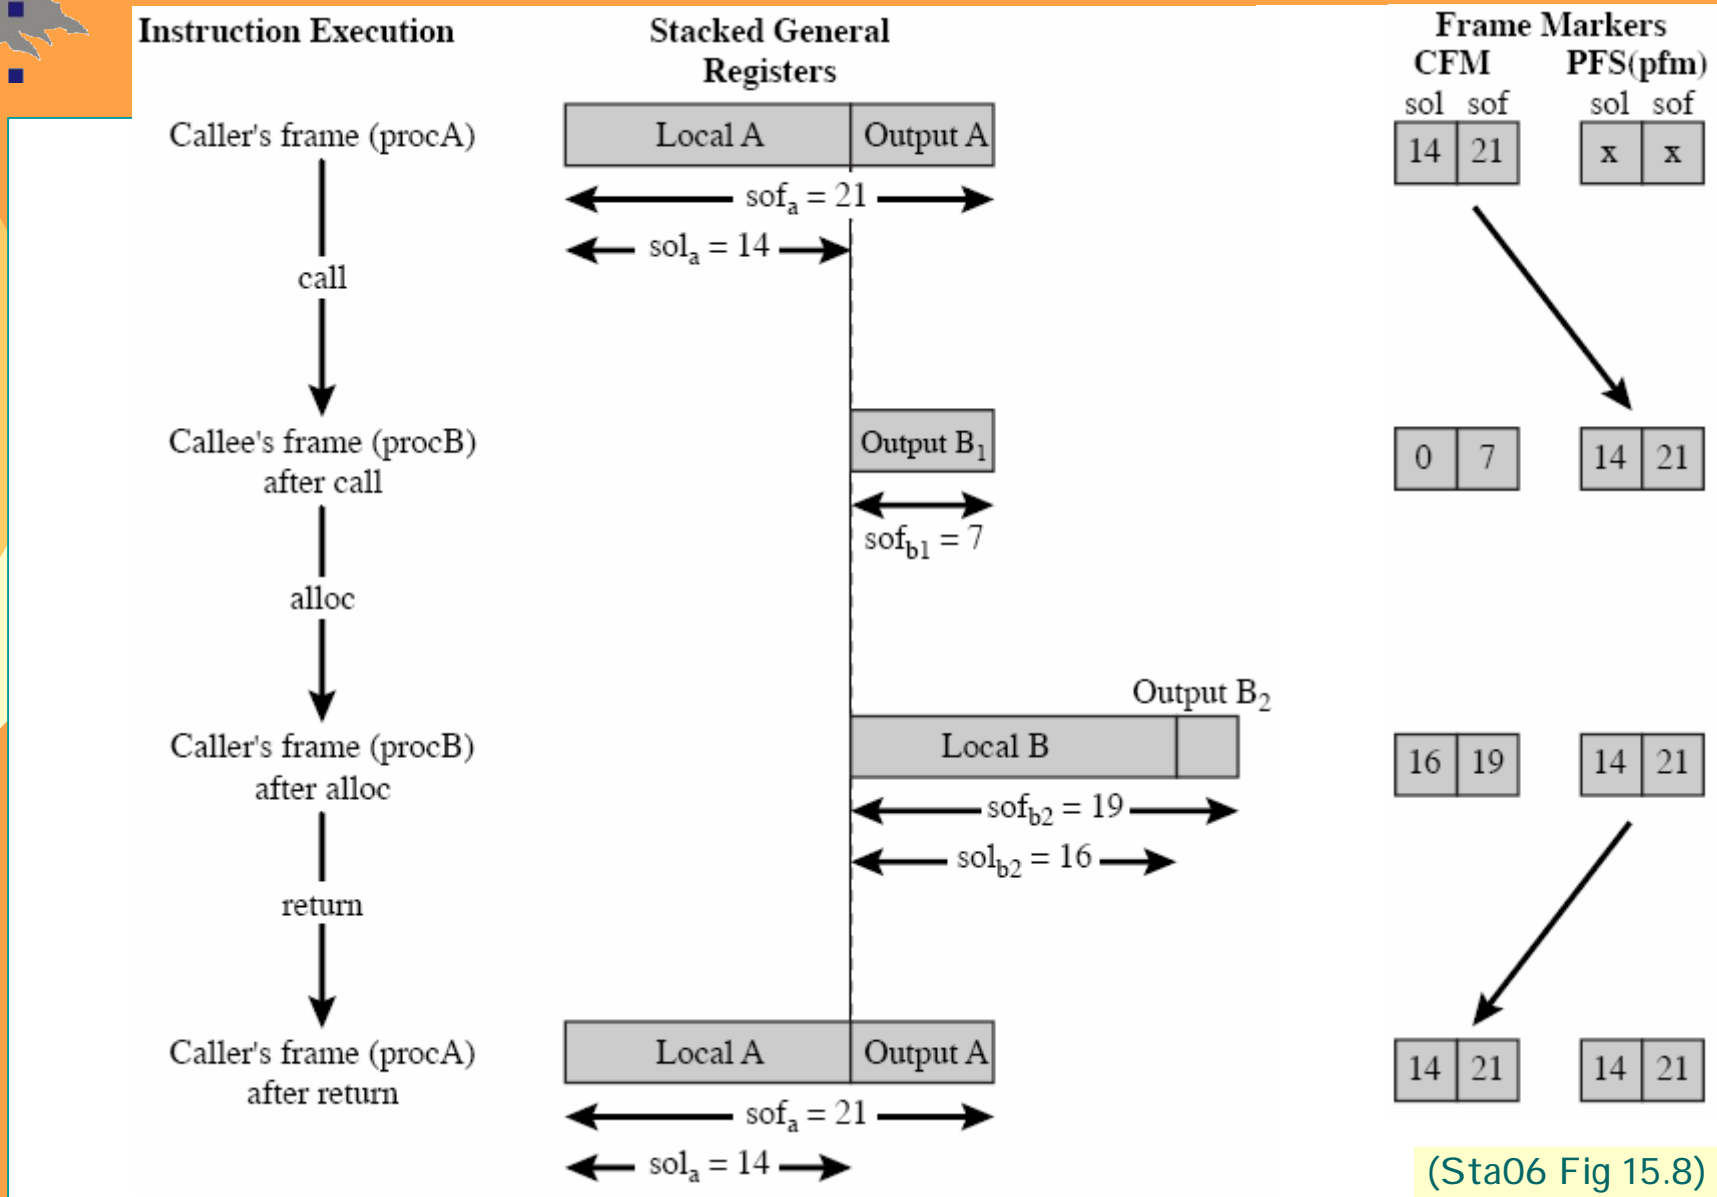 Instruction Execution
Stacked General
Registers
Frame Markers
CFM PFS(pfm)
sol sof sol sof
Caller's frame (procA)
Local A Output A
14 21 x x
sofa = 21
sola = 14
call
Callee's frame (procB)
after call
Output B1
0 7 14 21
sofb1 = 7
alloc
Output B2
Caller's frame (procB)
after alloc
Local B
16 19 14 21
sofb2 = 19
solb2 = 16
return
Caller's frame (procA)
after return
Local A Output A
14 21 14 21
sofa = 21
sola = 14
(Sta06 Fig 15.8)